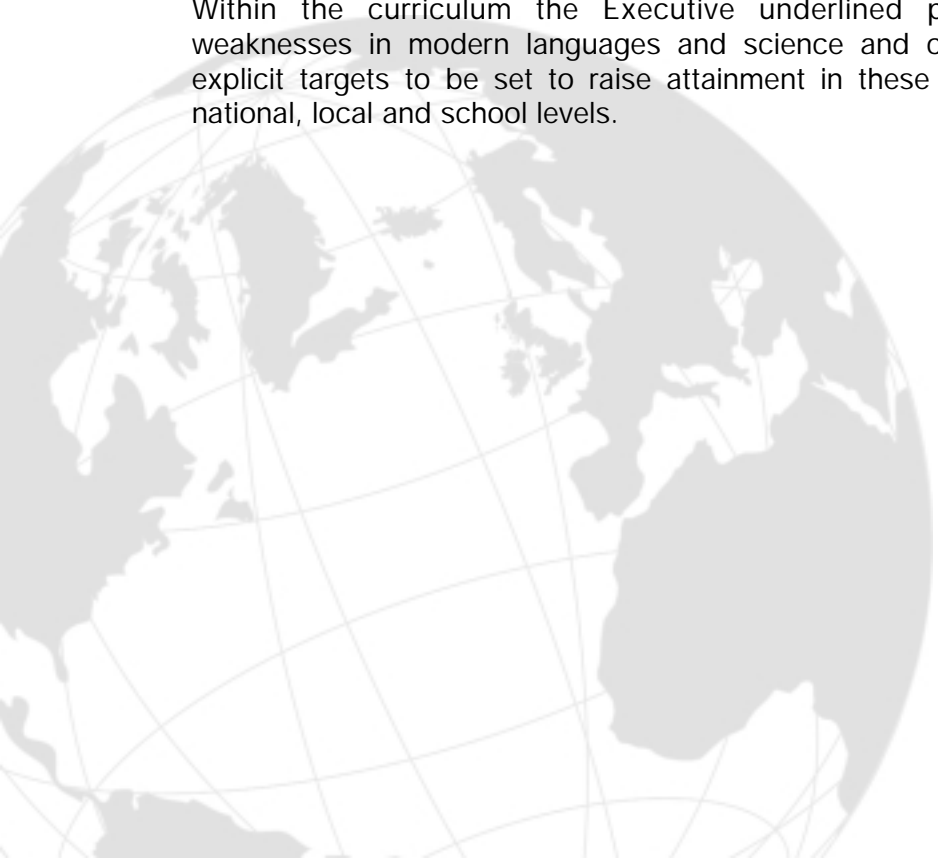 Within the curriculum the Executive underlined
weaknesses in modern languages and science and
explicit targets to be set to raise attainment in these
national, local and school levels.